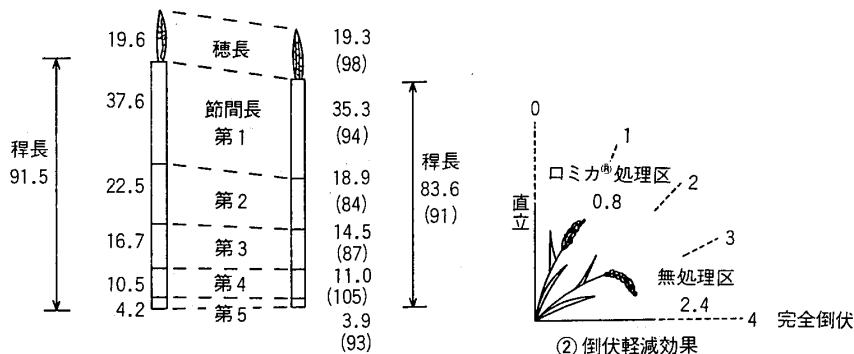 19.6
穂長
19.3
(98)
稈長
91.5
37.6
節間長
第1
35.3
(94)
22.5
第2
18.9
(84)
16.7
第3
14.5
(87)
10.5
第4
11.0
(105)
4.2
第5
3.9
(93)
稈長
83.6
(91)
0
1
ロミカ®処理区
0.8
2
直立
3
無処理区
2.4
4 完全倒伏
② 倒伏軽減効果